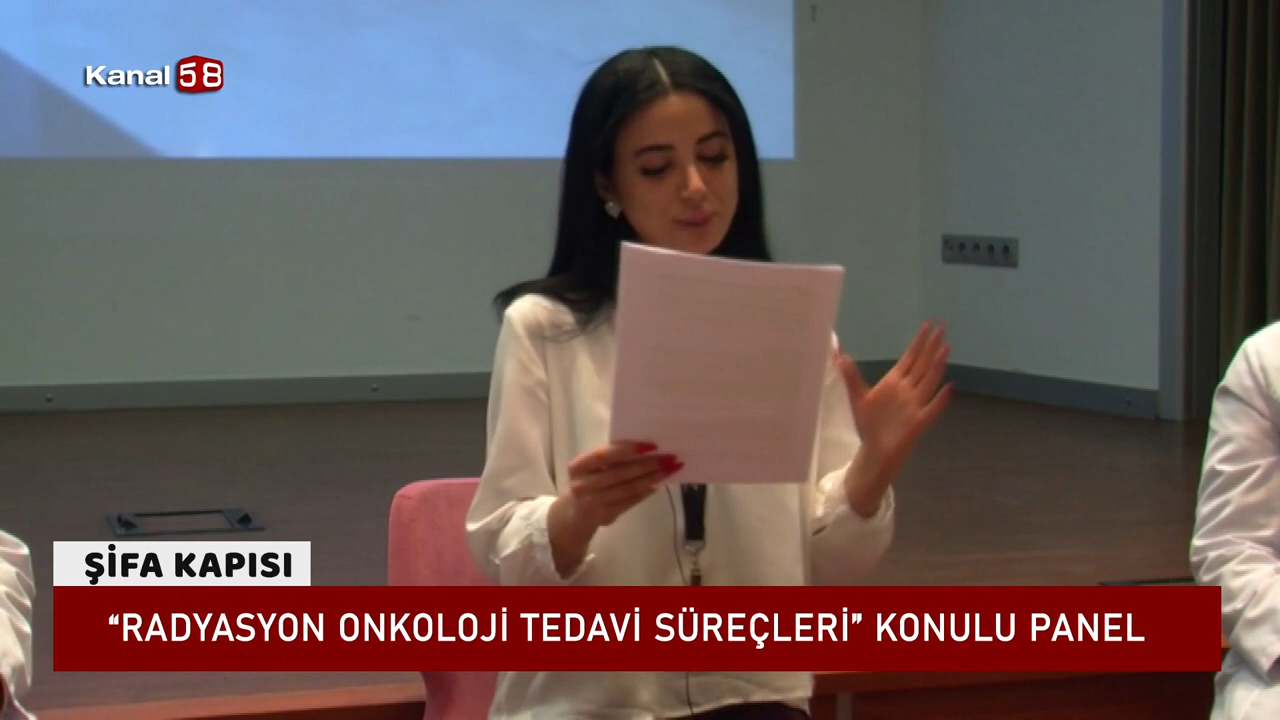 Kanal 58
ŞİFA KAPISI
“RADYASYON ONKOLOJİ TEDAVİ SÜREÇLERİ” KONULU PANEL